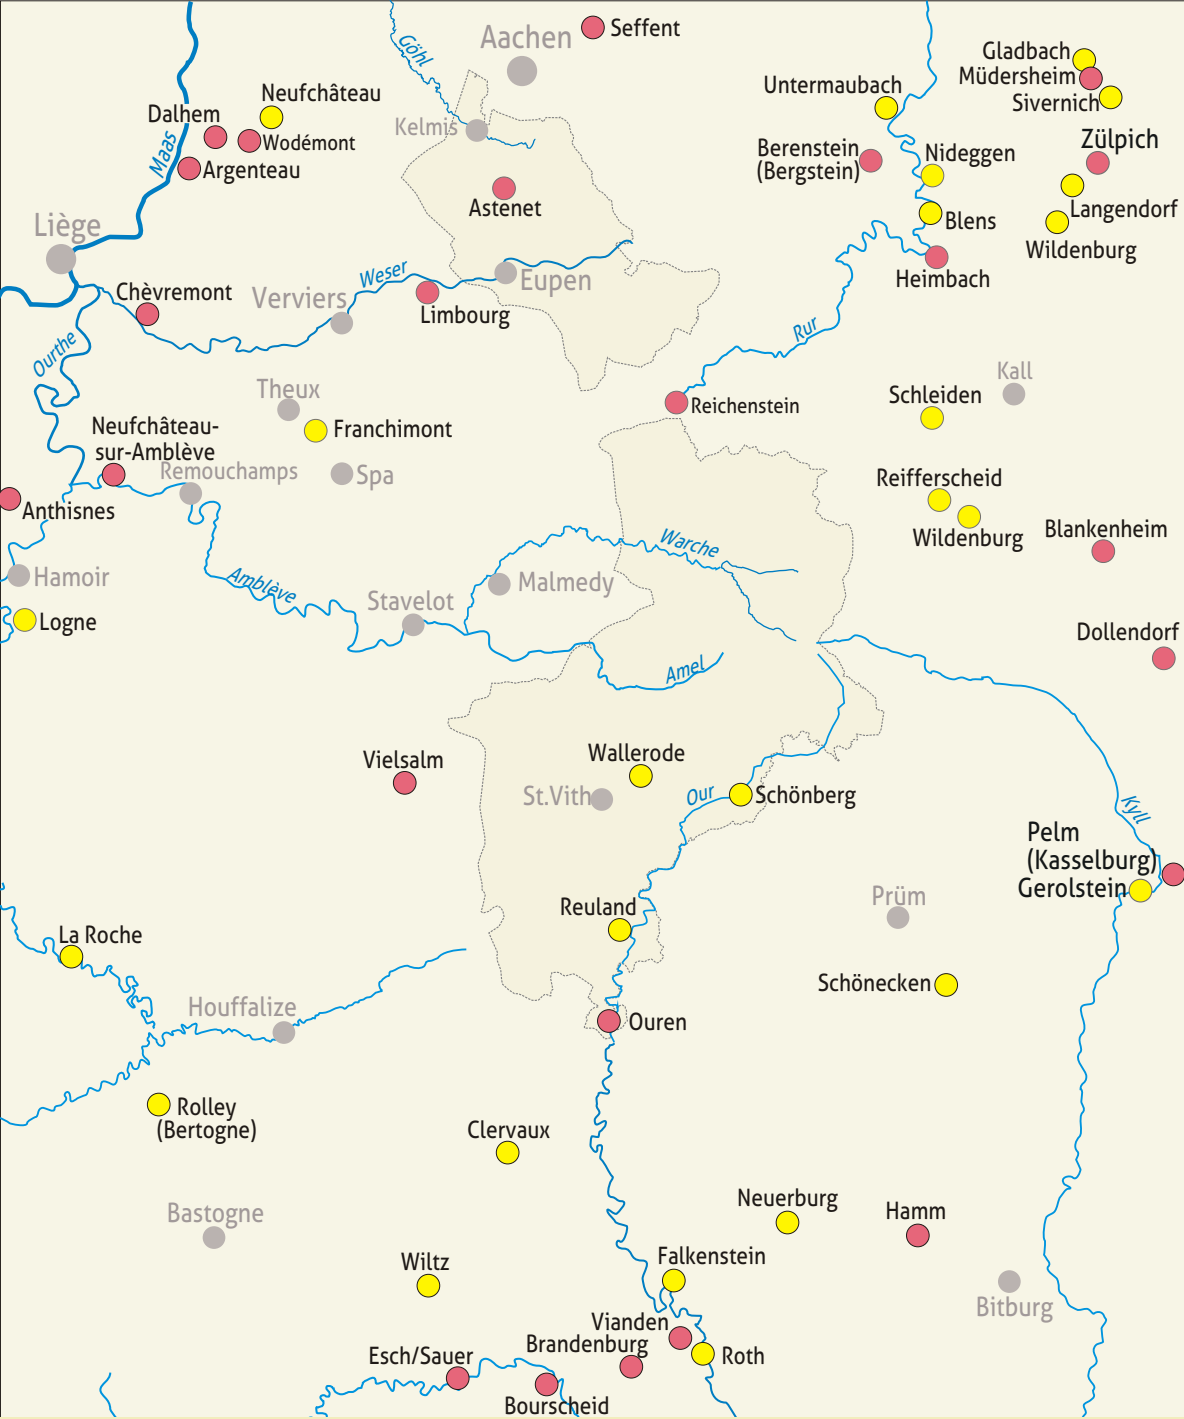 Seffent
Aachen
Göhl
Gladbach
Müdersheim
Sivernich
Untermaubach
Neufchâteau
Dalhem
Wodémont
Kelmis
Maas
Argenteau
Zülpich
Berenstein
(Bergstein)
Nideggen
Astenet
Langendorf
Blens
Liège
Wildenburg
Heimbach
Weser
Eupen
Chèvremont
Verviers
Limbourg
Rur
Ourthe
Kall
Theux
Schleiden
Reichenstein
Franchimont
Neufchâteau-
sur-Amblève
Remouchamps
Spa
Reifferscheid
Anthisnes
Wildenburg
Blankenheim
Warche
Hamoir
Amblève
Malmedy
Stavelot
Logne
Dollendorf
Amel
Wallerode
Vielsalm
St.Vith
Our
Schönberg
Kyll
Pelm
(Kasselburg)
Gerolstein
Prüm
Reuland
La Roche
Schönecken
Houffalize
Ouren
Rolley
(Bertogne)
Clervaux
Neuerburg
Hamm
Bastogne
Falkenstein
Wiltz
Bitburg
Vianden
Brandenburg
Roth
Esch/Sauer
Bourscheid